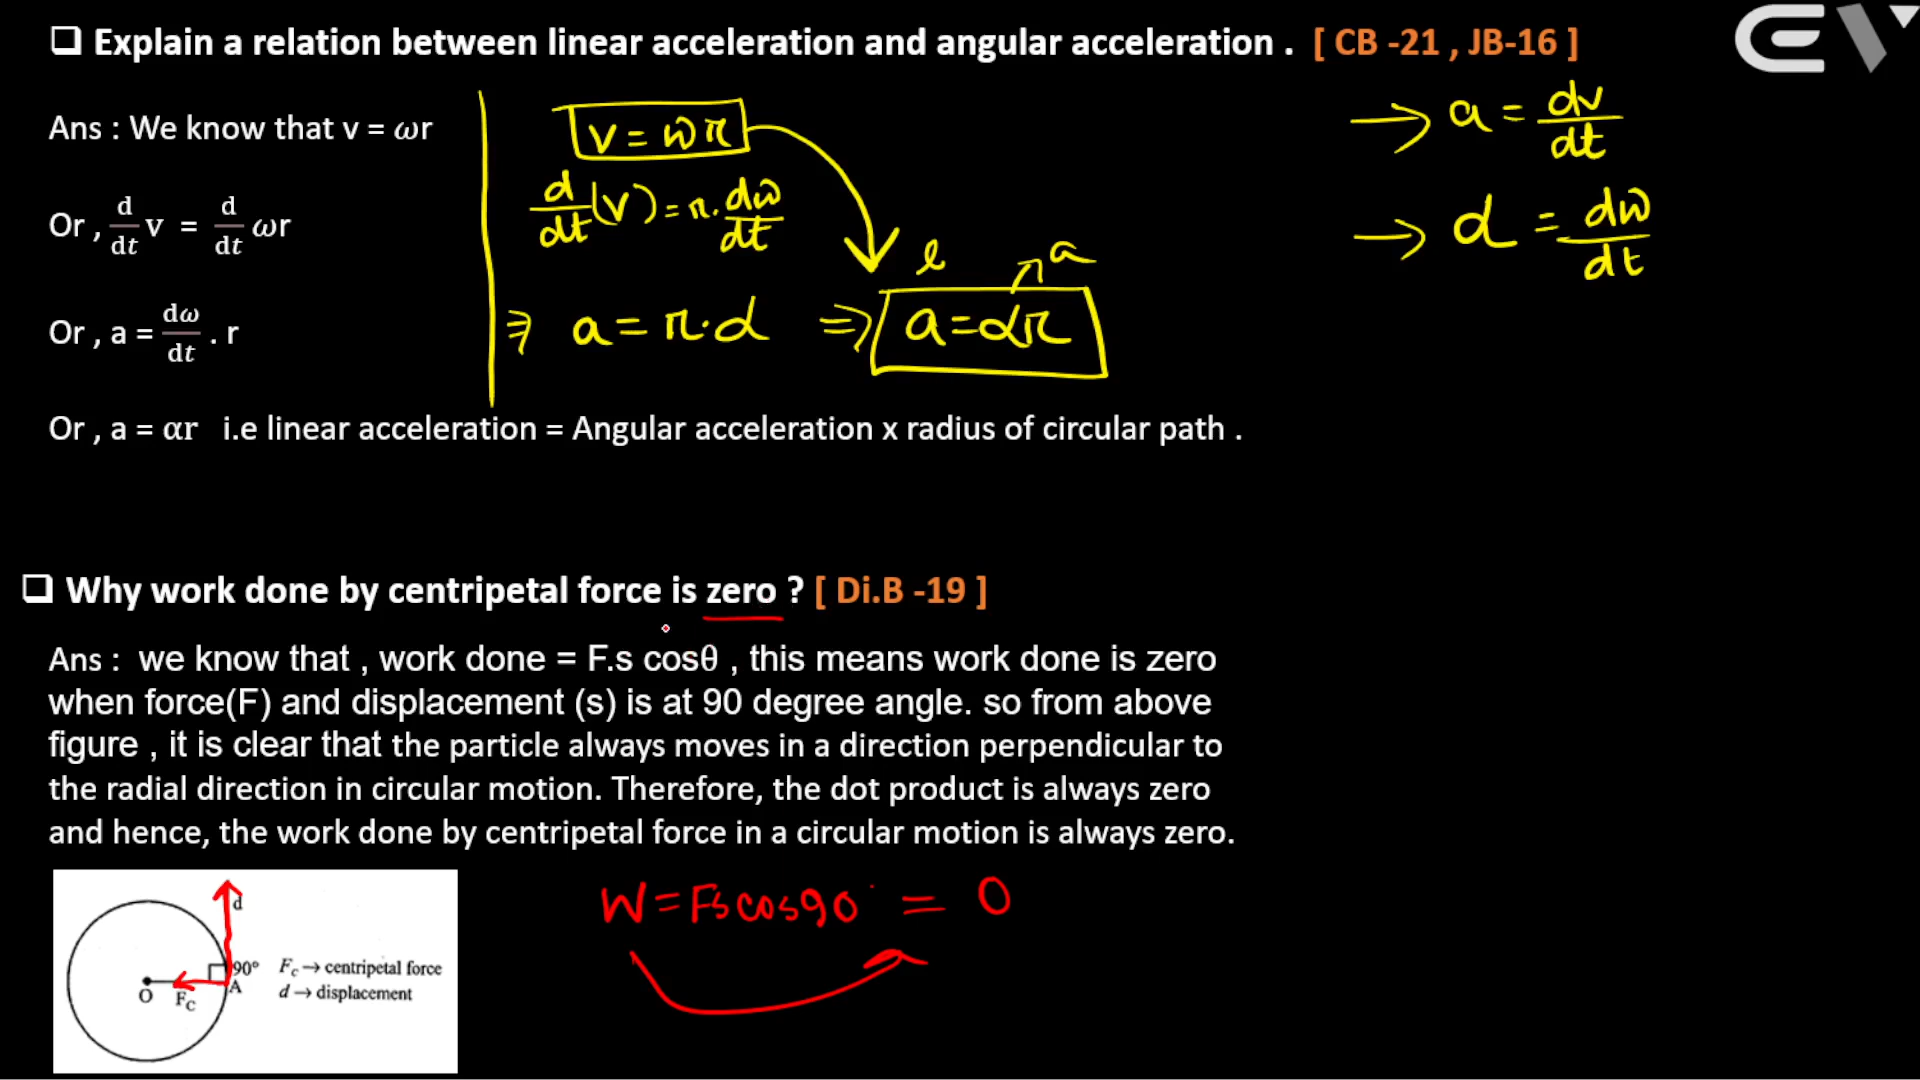 ❑ Explain a relation between linear acceleration and angular acceleration . [ CB -21 , JB-16 ]
EV
Ans : We know that v = ωr
Or , d/dt v = d/dt ωr
Or , a = dω/dt . r
Or , a = αr i.e linear acceleration = Angular acceleration x radius of circular path .
v = ωr
d/dt (v) = r. dω/dt
⇒ a = r·α ⇒ a = αr
l a
→ a = dv/dt
→ α = dω/dt
❑ Why work done by centripetal force is zero ? [ Di.B -19 ]
Ans : we know that , work done = F.s cosθ , this means work done is zero
when force(F) and displacement (s) is at 90 degree angle. so from above
figure , it is clear that the particle always moves in a direction perpendicular to
the radial direction in circular motion. Therefore, the dot product is always zero
and hence, the work done by centripetal force in a circular motion is always zero.
W = Fs cos90° = 0
d
90°
A
O
Fc
Fc → centripetal force
d → displacement